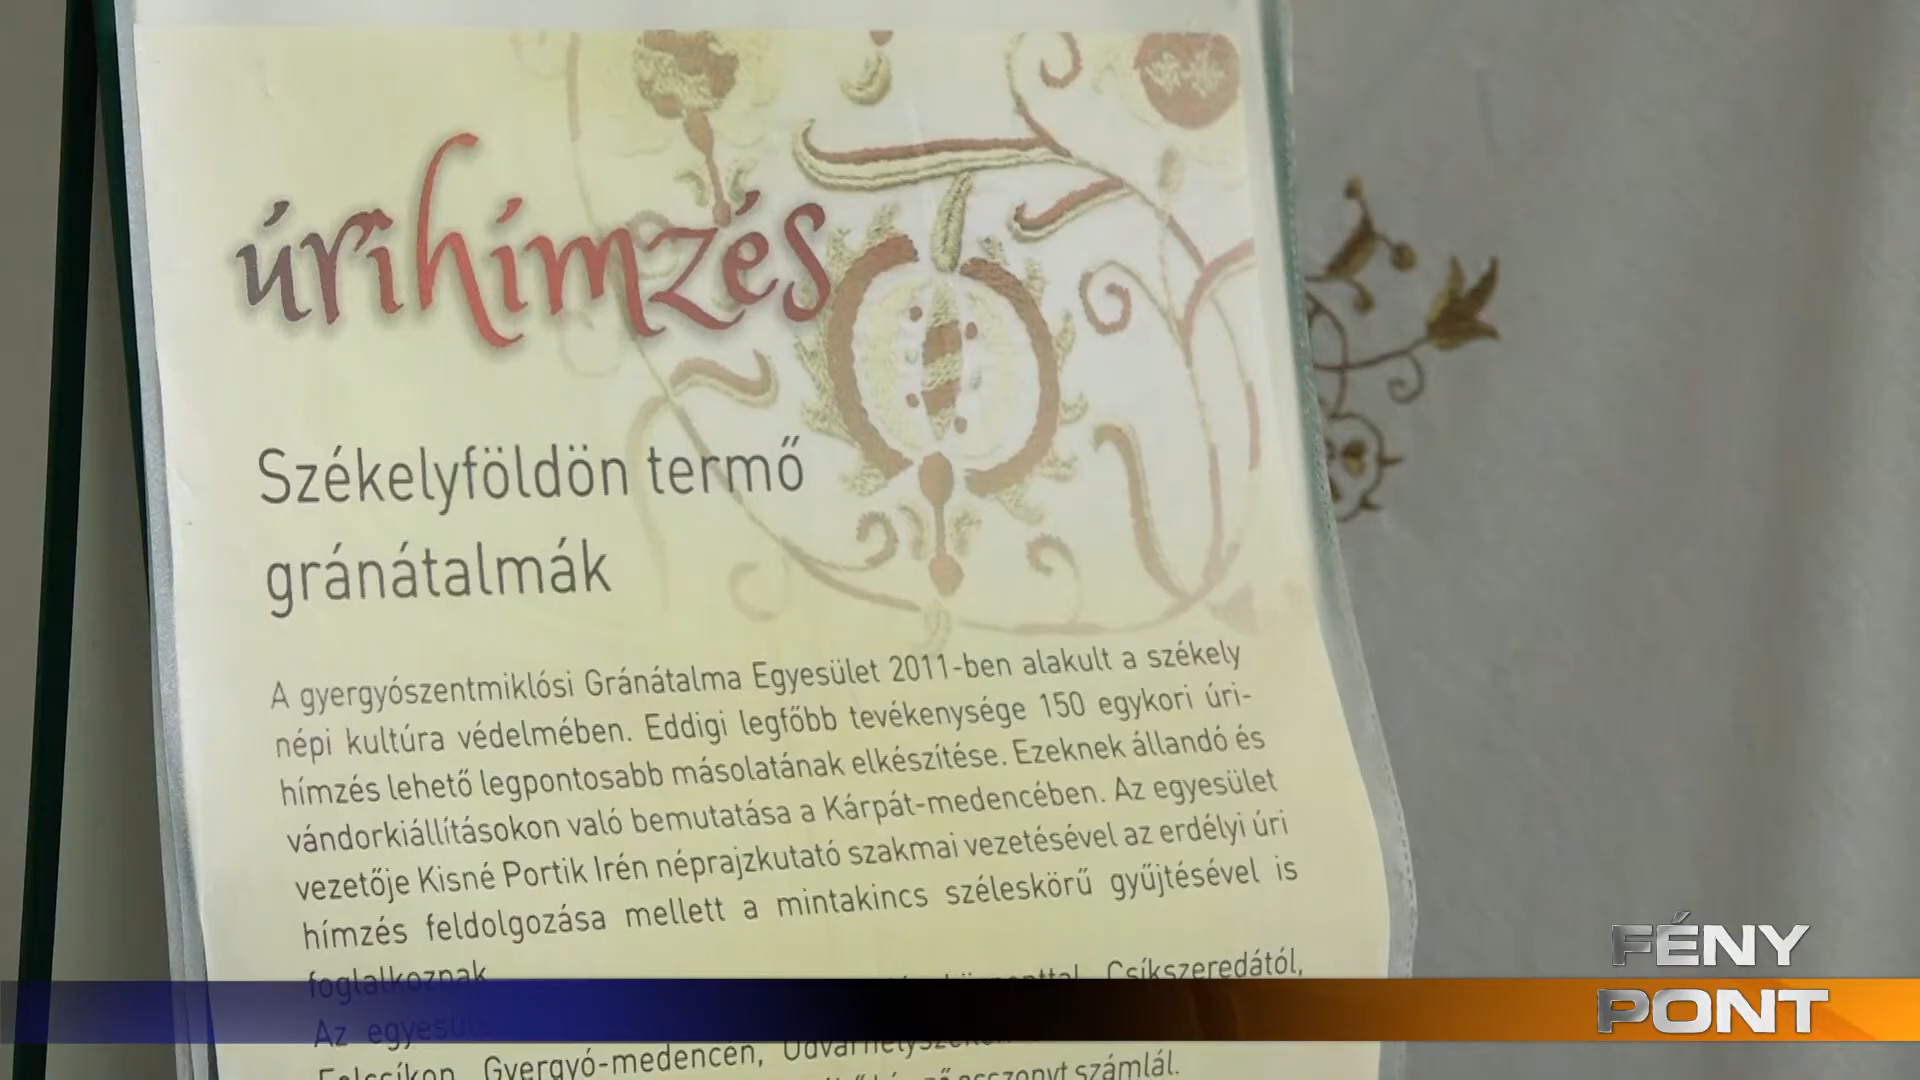 úrihímzés
Székelyföldön termő
gránátalmák
A gyergyószentmiklósi Gránátalma Egyesület 2011-ben alakult a székely
népi kultúra védelmében. Eddigi legfőbb tevékenysége 150 egykori úri-
hímzés lehető legpontosabb másolatának elkészítése. Ezeknek állandó és
vándorkiállításokon való bemutatása a Kárpát-medencében. Az egyesület
vezetője Kisné Portik Irén néprajzkutató szakmai vezetésével az erdélyi úri
hímzés feldolgozása mellett a mintakincs széleskörű gyűjtésével is
foglalkoznak
Csíkszeredától,
Az
Gyergyó-medencén,
számlál.
FÉNY
PONT